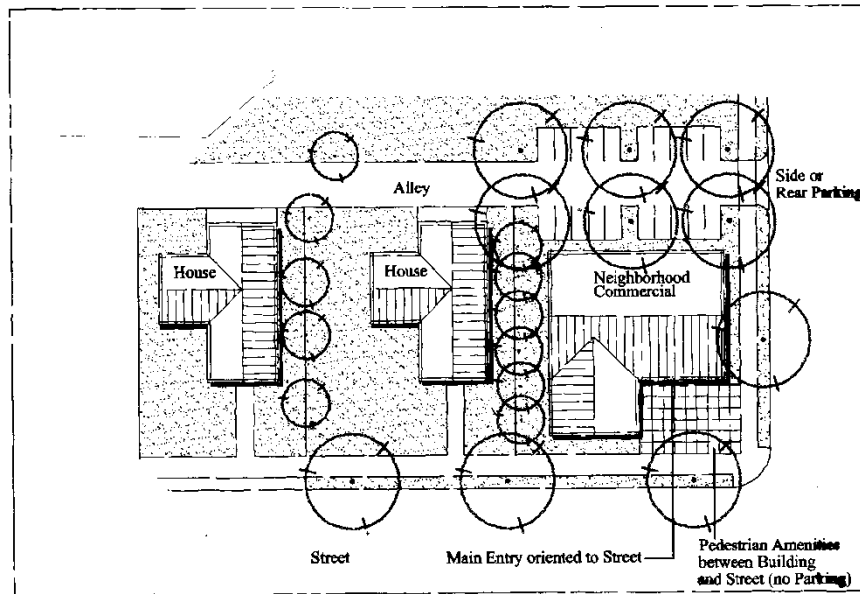 Side or
Rear Parking
Alley
House
House
Neighborhood
Commercial
Street
Main Entry oriented to Street
Pedestrian Amenities
between Building
and Street (no Parking)